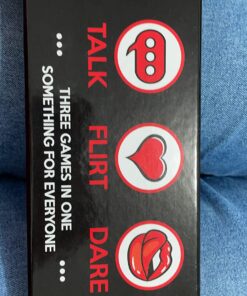 TALK FLIRT DARE
••• THREE GAMES IN ONE •••
SOMETHING FOR EVERYONE